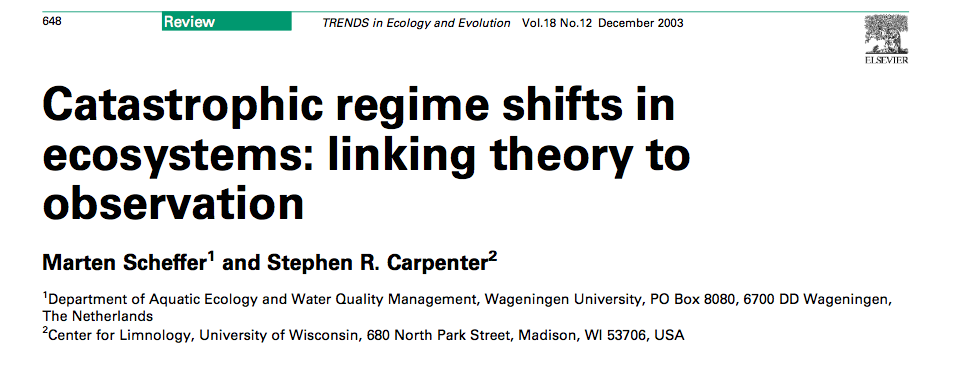 648
Review
TRENDS in Ecology and Evolution Vol.18 No.12 December 2003
ELSEVIER
Catastrophic regime shifts in
ecosystems: linking theory to
observation
Marten Scheffer1 and Stephen R. Carpenter2
1Department of Aquatic Ecology and Water Quality Management, Wageningen University, PO Box 8080, 6700 DD Wageningen,
The Netherlands
2Center for Limnology, University of Wisconsin, 680 North Park Street, Madison, WI 53706, USA